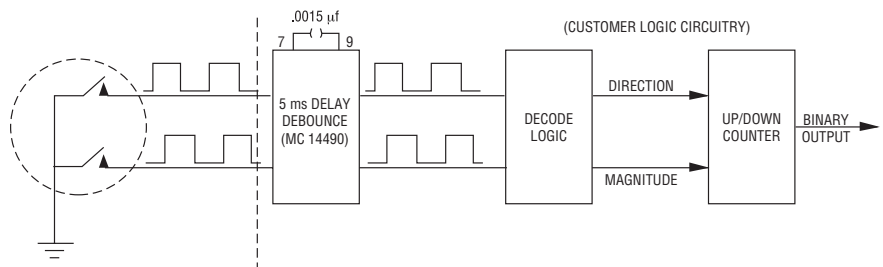 .0015 µf
7 9
(CUSTOMER LOGIC CIRCUITRY)
5 ms DELAY
DEBOUNCE
(MC 14490)
DECODE
LOGIC
DIRECTION
MAGNITUDE
UP/DOWN
COUNTER
BINARY
OUTPUT